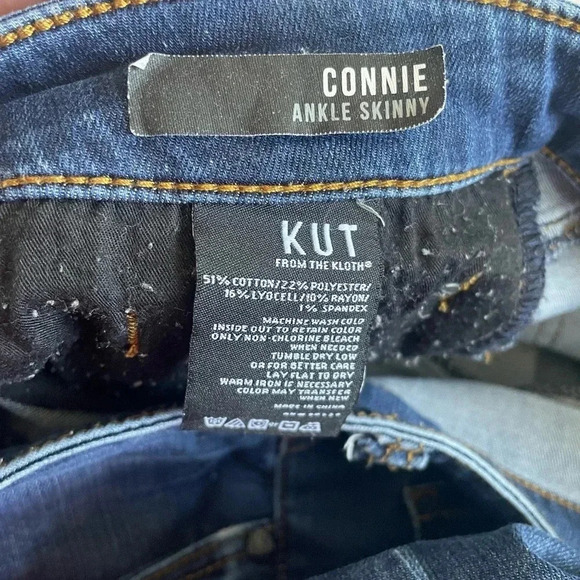 CONNIE
ANKLE SKINNY
KUT
FROM THE KLOTH®
51% COTTON/22% POLYESTER/
16% LYOCELL/10% RAYON/
1% SPANDEX
MACHINE WASH COLD
INSIDE OUT TO RETAIN COLOR
ONLY NON-CHLORINE BLEACH
WHEN NEEDED
TUMBLE DRY LOW
OR FOR BETTER CARE
LAY FLAT TO DRY
WARM IRON IF NECESSARY
COLOR MAY TRANSFER
WHEN NEW
MADE IN CHINA
or